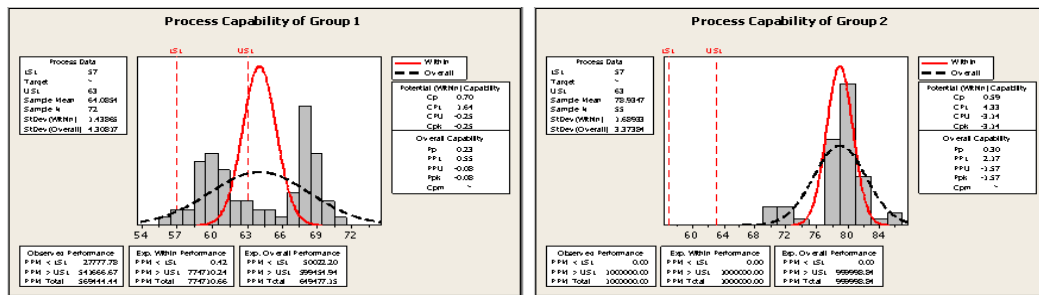 Process Capability of Group 1
LSL USL
Process Data
LSL 57
Target *
USL 63
Sample Mean 64.0854
Sample N 72
StDev (Within) 1.43865
StDev (Overall) 4.30817
Within
Overall
Potential (Within) Capability
Cp 0.70
CPL 1.64
CPU -0.25
Cpk -0.25
Overall Capability
Pp 0.23
PPL 0.55
PPU -0.08
Ppk -0.08
Cpm *
54 57 60 63 66 69 72
Observed Performance
PPM < LSL 27777.78
PPM > USL 541666.67
PPM Total 569444.44
Exp. Within Performance
PPM < LSL 0.42
PPM > USL 774710.24
PPM Total 774710.66
Exp. Overall Performance
PPM < LSL 50022.20
PPM > USL 599454.94
PPM Total 649477.15
Process Capability of Group 2
LSL USL
Process Data
LSL 57
Target *
USL 63
Sample Mean 78.9347
Sample N 55
StDev (Within) 1.68933
StDev (Overall) 3.37384
Within
Overall
Potential (Within) Capability
Cp 0.59
CPL 4.33
CPU -3.14
Cpk -3.14
Overall Capability
Pp 0.30
PPL 2.17
PPU -1.57
Ppk -1.57
Cpm *
60 64 68 72 76 80 84
Observed Performance
PPM < LSL 0.00
PPM > USL 1000000.00
PPM Total 1000000.00
Exp. Within Performance
PPM < LSL 0.00
PPM > USL 1000000.00
PPM Total 1000000.00
Exp. Overall Performance
PPM < LSL 0.00
PPM > USL 999998.84
PPM Total 999998.84